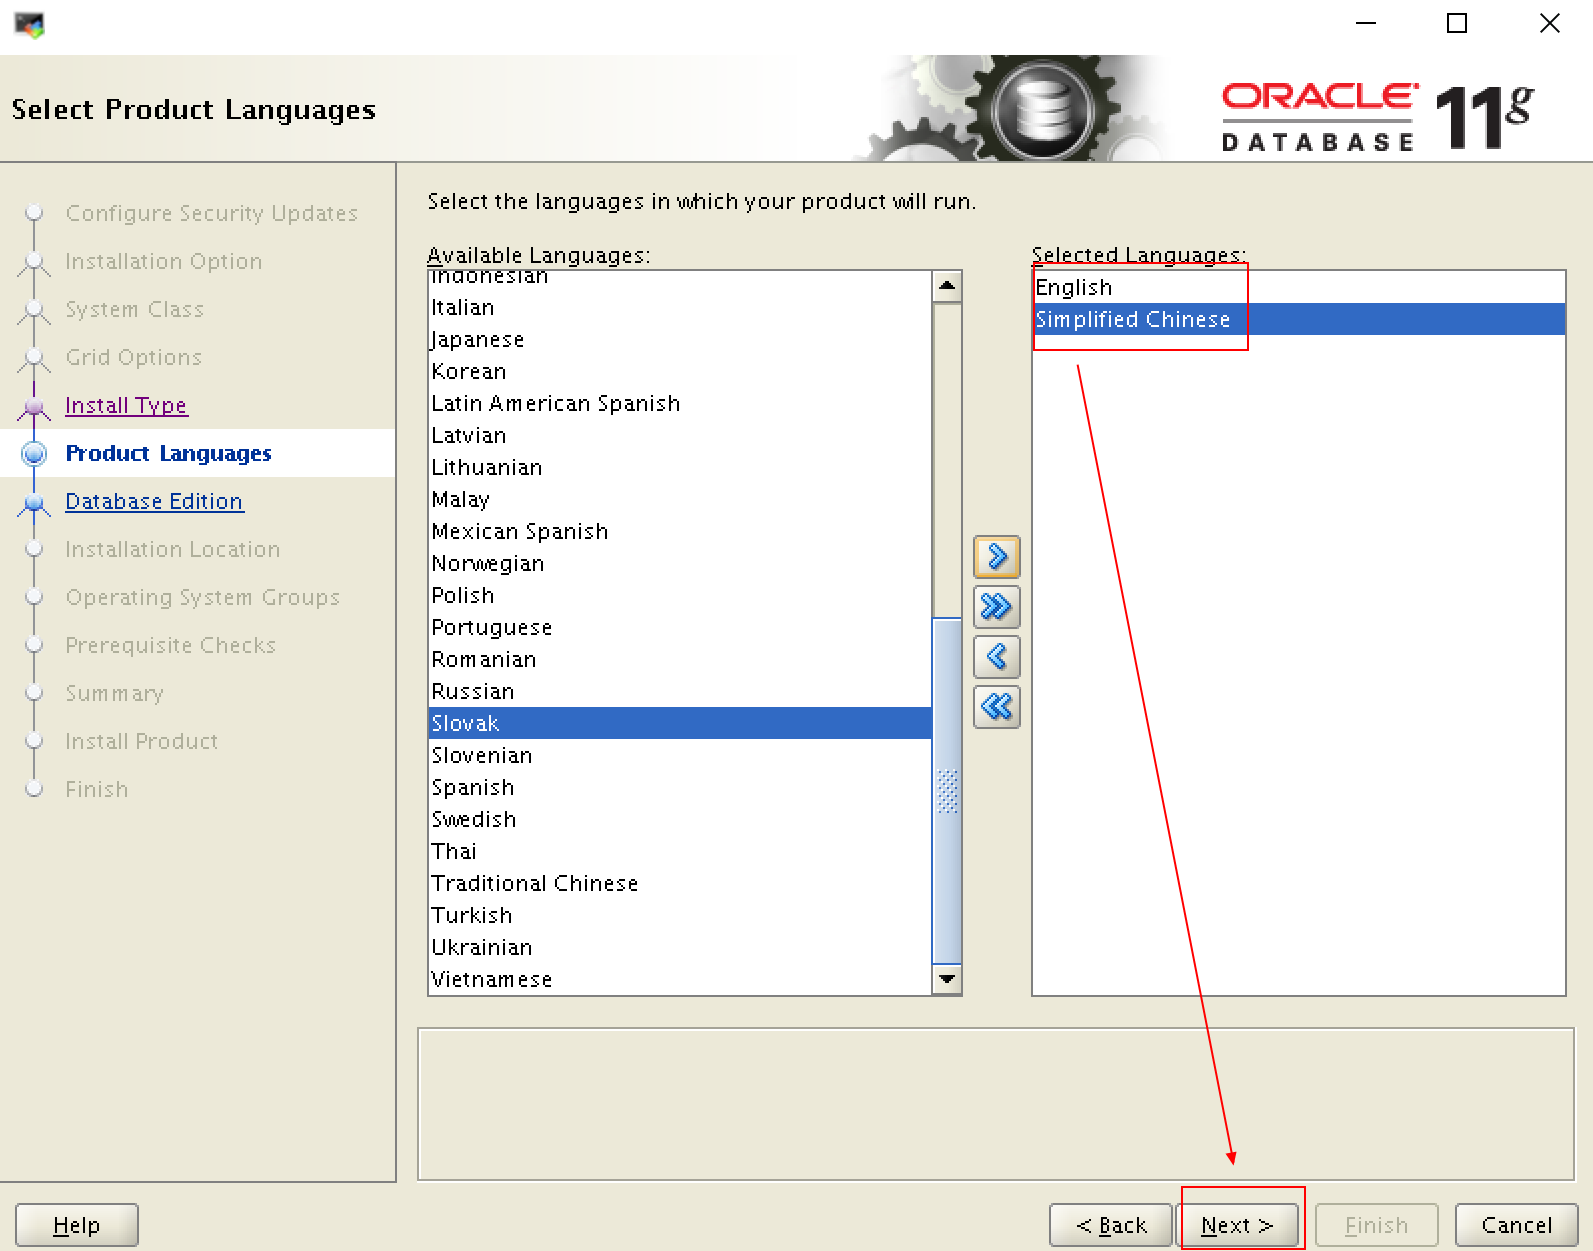 Select Product Languages
ORACLE
DATABASE
11g
Configure Security Updates
Installation Option
System Class
Grid Options
Install Type
Product Languages
Database Edition
Installation Location
Operating System Groups
Prerequisite Checks
Summary
Install Product
Finish
Select the languages in which your product will run.
Available Languages:
Indonesian
Italian
Japanese
Korean
Latin American Spanish
Latvian
Lithuanian
Malay
Mexican Spanish
Norwegian
Polish
Portuguese
Romanian
Russian
Slovak
Slovenian
Spanish
Swedish
Thai
Traditional Chinese
Turkish
Ukrainian
Vietnamese
Selected Languages:
English
Simplified Chinese
Help
< Back
Next >
Finish
Cancel